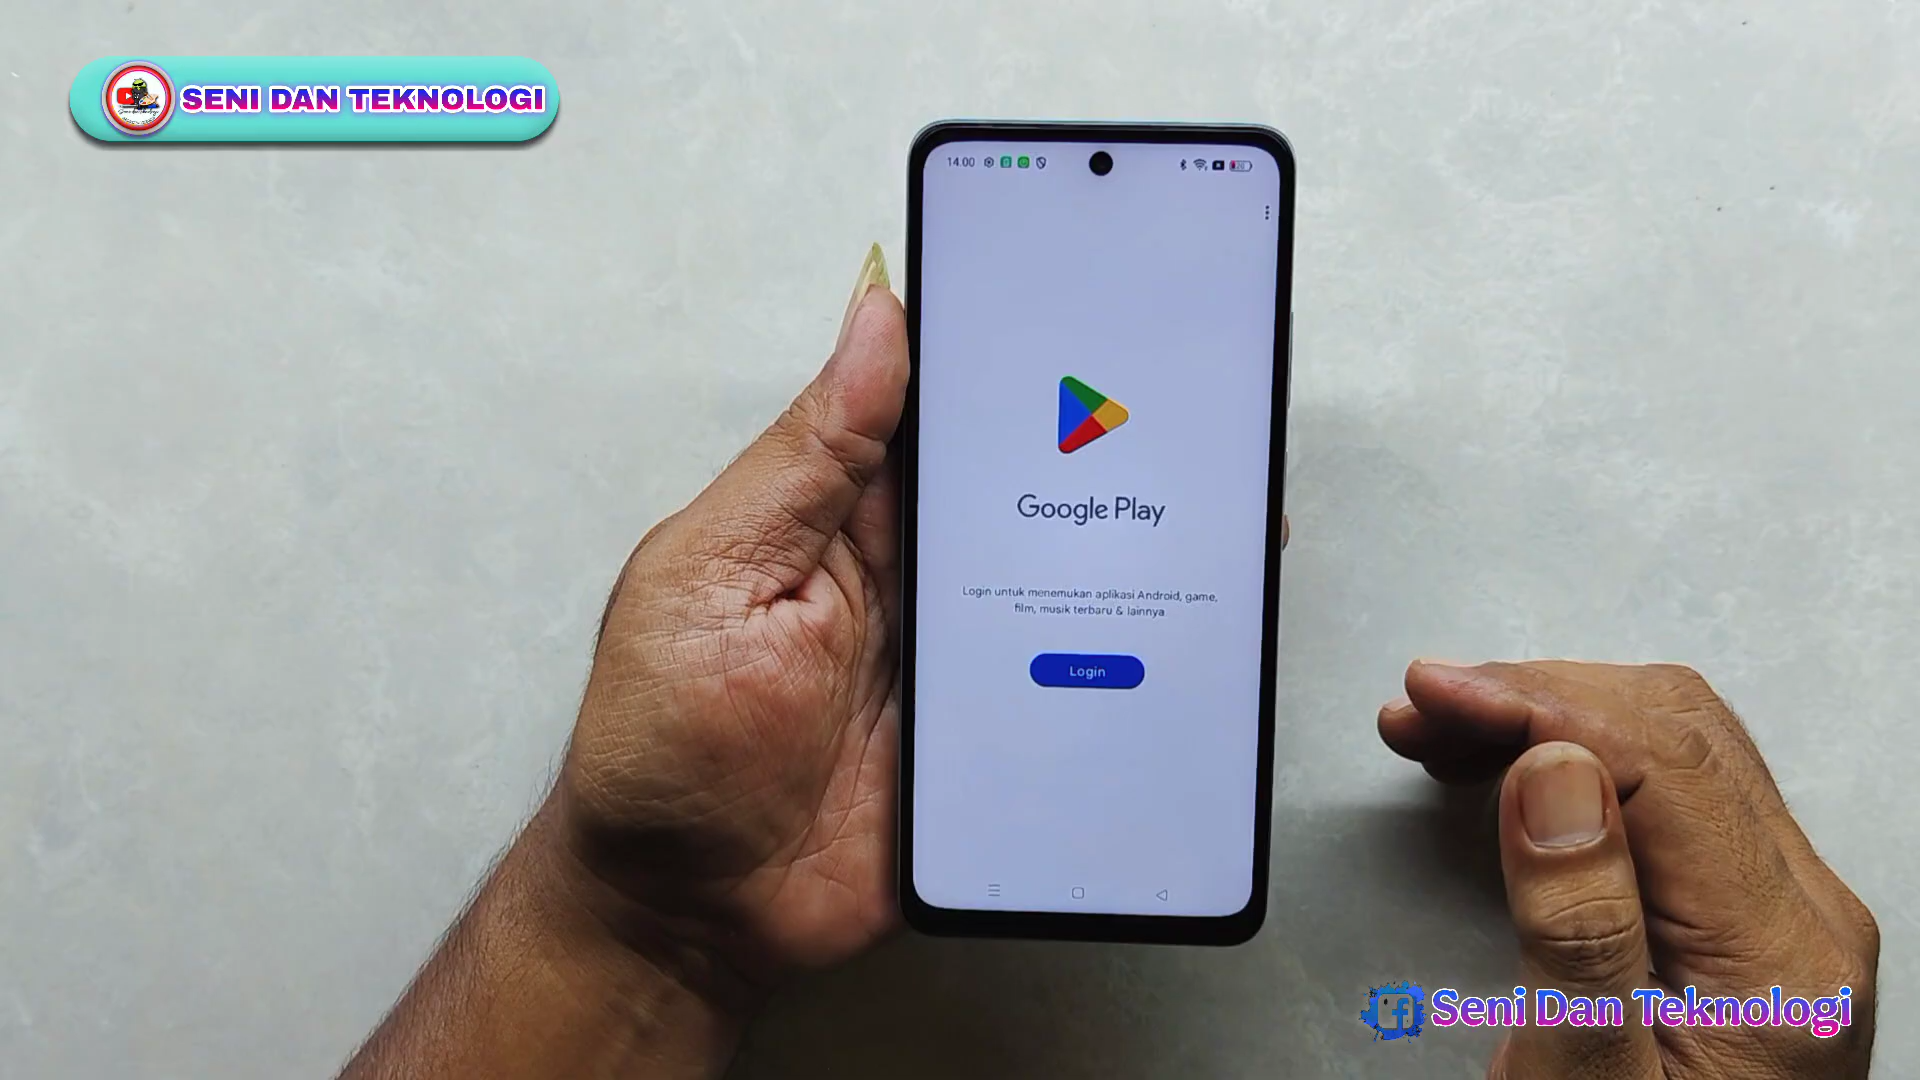 SENI DAN TEKNOLOGI
14.00
Google Play
Login untuk menemukan aplikasi Android, game,
film, musik terbaru & lainnya
Login
Seni Dan Teknologi